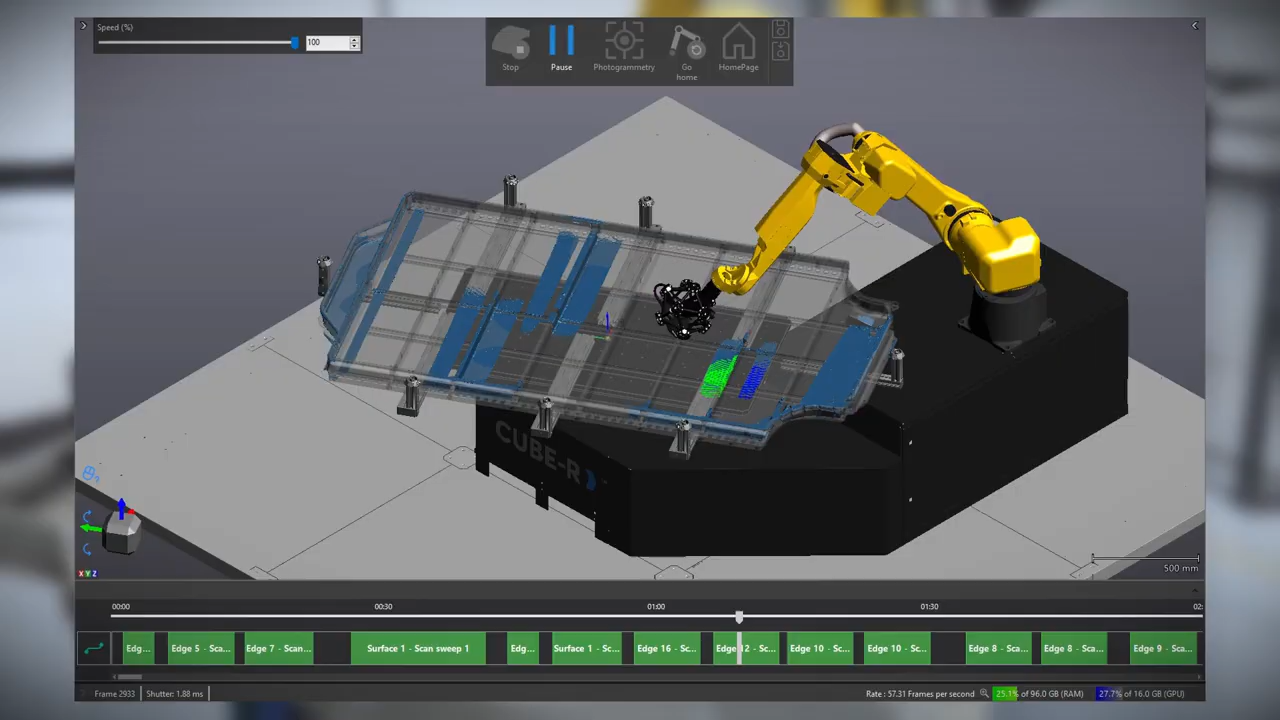 Speed (%)
100
Stop
Pause
Photogrammetry
Go home
HomePage
CUBE-R
500 mm
X Y Z
00:00
00:30
01:00
01:30
02:
Edg...
Edge 5 - Sca...
Edge 7 - Scan...
Surface 1 - Scan sweep 1
Edg...
Surface 1 - Sc...
Edge 16 - Sc...
Edge 12 - Sc...
Edge 10 - Sc...
Edge 10 - Sc...
Edge 8 - Sca...
Edge 8 - Sca...
Edge 9 - Sca...
Frame 2933
Shutter: 1.88 ms
Rate : 57.31 Frames per second
25.1% of 96.0 GB (RAM)
27.7% of 16.0 GB (GPU)